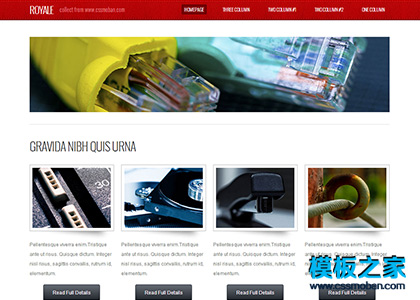 ROYALE collect from www.cssmoban.com HOMEPAGE THREE COLUMN TWO COLUMN #1 TWO COLUMN #2 ONE COLUMN
GRAVIDA NIBH QUIS URNA
30
Pellentesque viverra enim.Tristique
ante ut risus. Quisque dictum. Integer
nisl risus, sagittis convallis, rutrum id,
elementum.
Read Full Details
Pellentesque viverra enim.Tristique
ante ut risus. Quisque dictum. Integer
nisl risus, sagittis convallis, rutrum id,
elementum.
Read Full Details
Pellentesque viverra enim.Tristique
ante ut risus. Quisque dictum. Integer
nisl risus, sagittis convallis, rutrum id,
elementum.
Read Full Details
Pellentesque viverra enim.Tristique
ante ut risus. Quisque dictum. Integer
nisl risus,
Read Full Details
模板之家
www.cssmoban.com